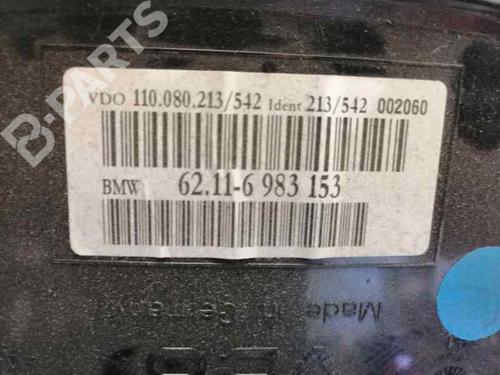 B-PARTS
VDO 110.080.213/542 Ident 213/542 002060
BMW 62.11-6 983 153
Made in Germany